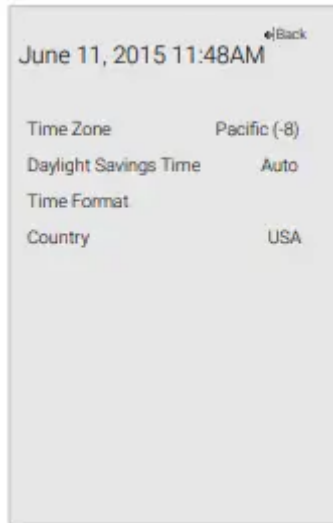 Back
June 11, 2015 11:48AM
Time Zone Pacific (-8)
Daylight Savings Time Auto
Time Format
Country USA